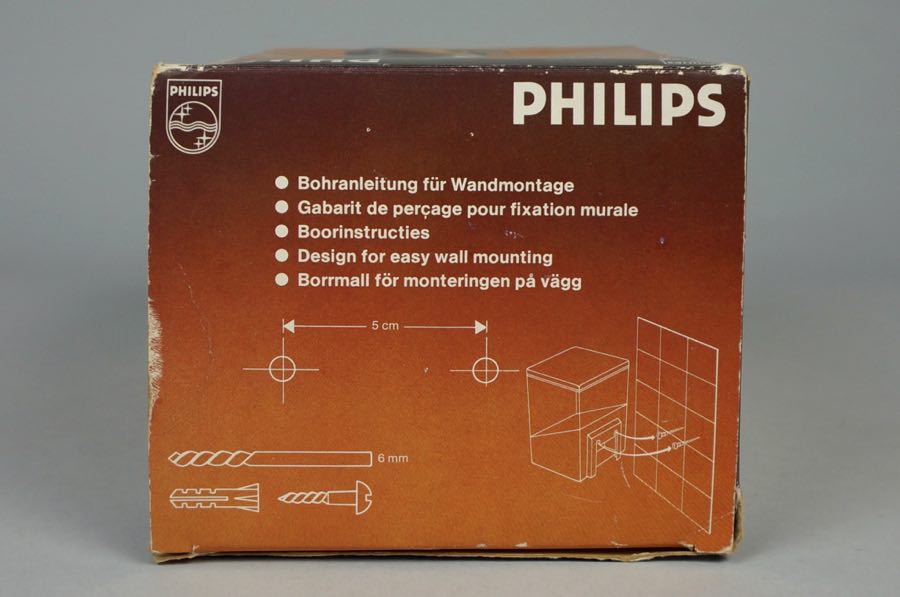 PHILIPS
PHILIPS
● Bohranleitung für Wandmontage
● Gabarit de perçage pour fixation murale
● Boorinstructies
● Design for easy wall mounting
● Borrmall för monteringen på vägg
5 cm
6 mm